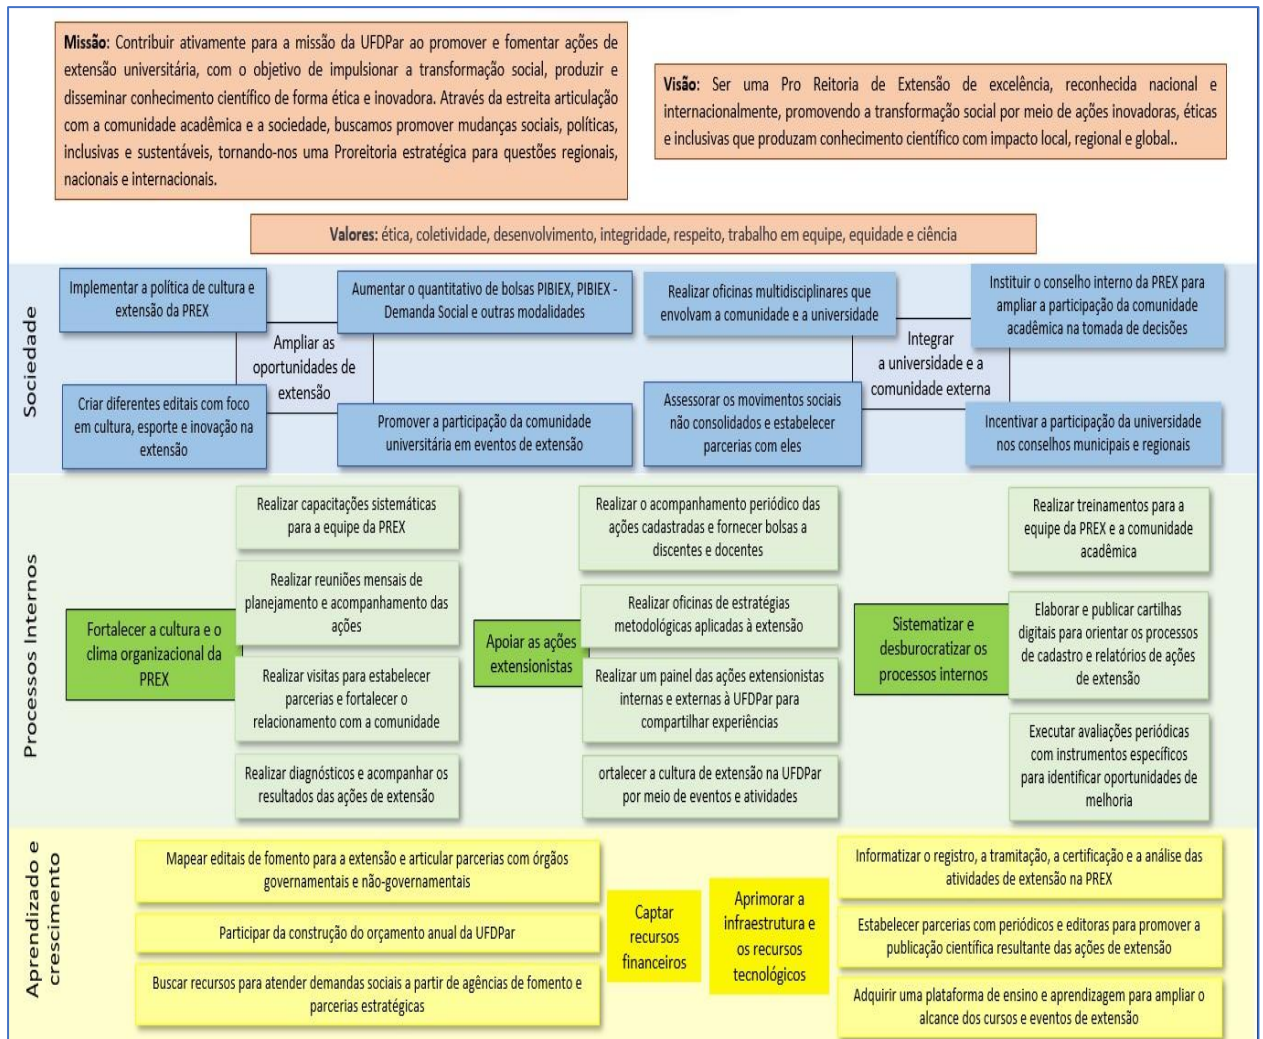 Missão: Contribuir ativamente para a missão da UFDPar ao promover e fomentar ações de
extensão universitária, com o objetivo de impulsionar a transformação social, produzir e
disseminar conhecimento científico de forma ética e inovadora. Através da estreita articulação
com a comunidade acadêmica e a sociedade, buscamos promover mudanças sociais, políticas,
inclusivas e sustentáveis, tornando-nos uma Proreitoria estratégica para questões regionais,
nacionais e internacionais.
Visão: Ser uma Pro Reitoria de Extensão de excelência, reconhecida nacional e
internacionalmente, promovendo a transformação social por meio de ações inovadoras, éticas
e inclusivas que produzam conhecimento científico com impacto local, regional e global..
Valores: ética, coletividade, desenvolvimento, integridade, respeito, trabalho em equipe, equidade e ciência
Sociedade
Implementar a política de cultura e
extensão da PREX
Aumentar o quantitativo de bolsas PIBIEX, PIBIEX -
Demanda Social e outras modalidades
Ampliar as
oportunidades de
extensão
Criar diferentes editais com foco
em cultura, esporte e inovação na
extensão
Promover a participação da comunidade
universitária em eventos de extensão
Realizar oficinas multidisciplinares que
envolvam a comunidade e a universidade
Instituir o conselho interno da PREX para
ampliar a participação da comunidade
acadêmica na tomada de decisões
Integrar
a universidade e a
comunidade externa
Assessorar os movimentos sociais
não consolidados e estabelecer
parcerias com eles
Incentivar a participação da universidade
nos conselhos municipais e regionais
Processos Internos
Fortalecer a cultura e o
clima organizacional da
PREX
Realizar capacitações sistemáticas
para a equipe da PREX
Realizar reuniões mensais de
planejamento e acompanhamento das
ações
Realizar visitas para estabelecer
parcerias e fortalecer o
relacionamento com a comunidade
Realizar diagnósticos e acompanhar os
resultados das ações de extensão
Apoiar as ações
extensionistas
Realizar o acompanhamento periódico das
ações cadastradas e fornecer bolsas a
discentes e docentes
Realizar oficinas de estratégias
metodológicas aplicadas à extensão
Realizar um painel das ações extensionistas
internas e externas à UFDPar para
compartilhar experiências
ortalecer a cultura de extensão na UFDPar
por meio de eventos e atividades
Sistematizar e
desburocratizar os
processos internos
Realizar treinamentos para a
equipe da PREX e a comunidade
acadêmica
Elaborar e publicar cartilhas
digitais para orientar os processos
de cadastro e relatórios de ações
de extensão
Executar avaliações periódicas
com instrumentos específicos
para identificar oportunidades de
melhoria
Aprendizado e
crescimento
Mapear editais de fomento para a extensão e articular parcerias com órgãos
governamentais e não-governamentais
Participar da construção do orçamento anual da UFDPar
Buscar recursos para atender demandas sociais a partir de agências de fomento e
parcerias estratégicas
Captar
recursos
financeiros
Aprimorar a
infraestrutura e
os recursos
tecnológicos
Informatizar o registro, a tramitação, a certificação e a análise das
atividades de extensão na PREX
Estabelecer parcerias com periódicos e editoras para promover a
publicação científica resultante das ações de extensão
Adquirir uma plataforma de ensino e aprendizagem para ampliar o
alcance dos cursos e eventos de extensão